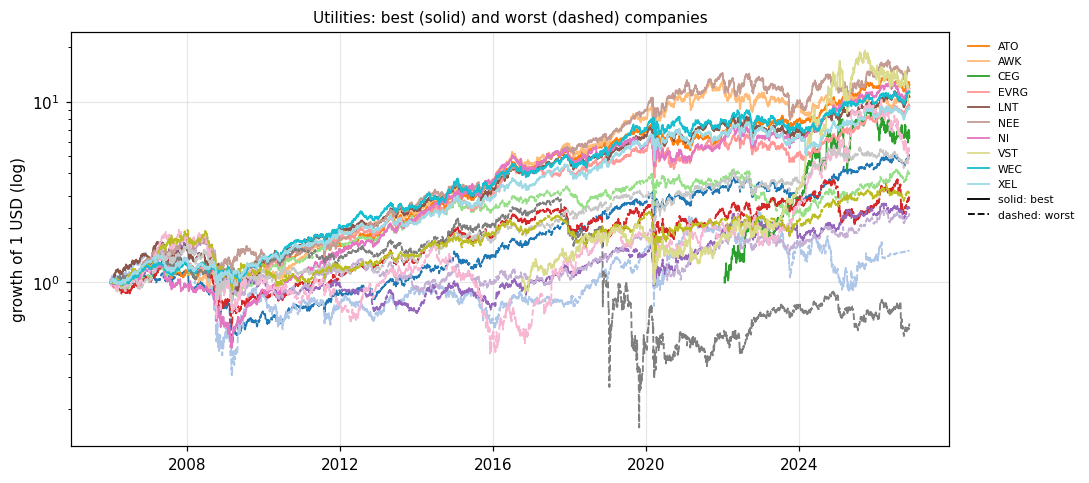 Utilities: best (solid) and worst (dashed) companies
growth of 1 USD (log)
10¹
10⁰
2008
2012
2016
2020
2024
ATO
AWK
CEG
EVRG
LNT
NEE
NI
VST
WEC
XEL
solid: best
dashed: worst